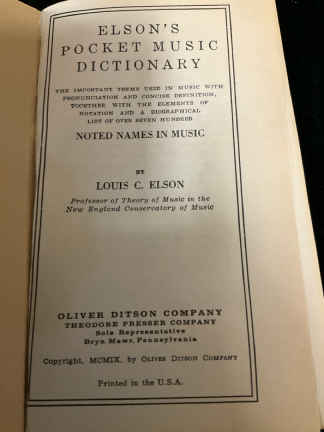 ELSON'S
POCKET MUSIC
DICTIONARY
THE IMPORTANT TERMS USED IN MUSIC WITH
PRONUNCIATION AND CONCISE DEFINITION,
TOGETHER WITH THE ELEMENTS OF
NOTATION AND A BIOGRAPHICAL
LIST OF OVER SEVEN HUNDRED
NOTED NAMES IN MUSIC
BY
LOUIS C. ELSON
Professor of Theory of Music in the
New England Conservatory of Music
OLIVER DITSON COMPANY
THEODORE PRESSER COMPANY
Sole Representative
Bryn Mawr, Pennsylvania
Copyright, MCMIX, by OLIVER DITSON COMPANY
Printed in the U.S.A.